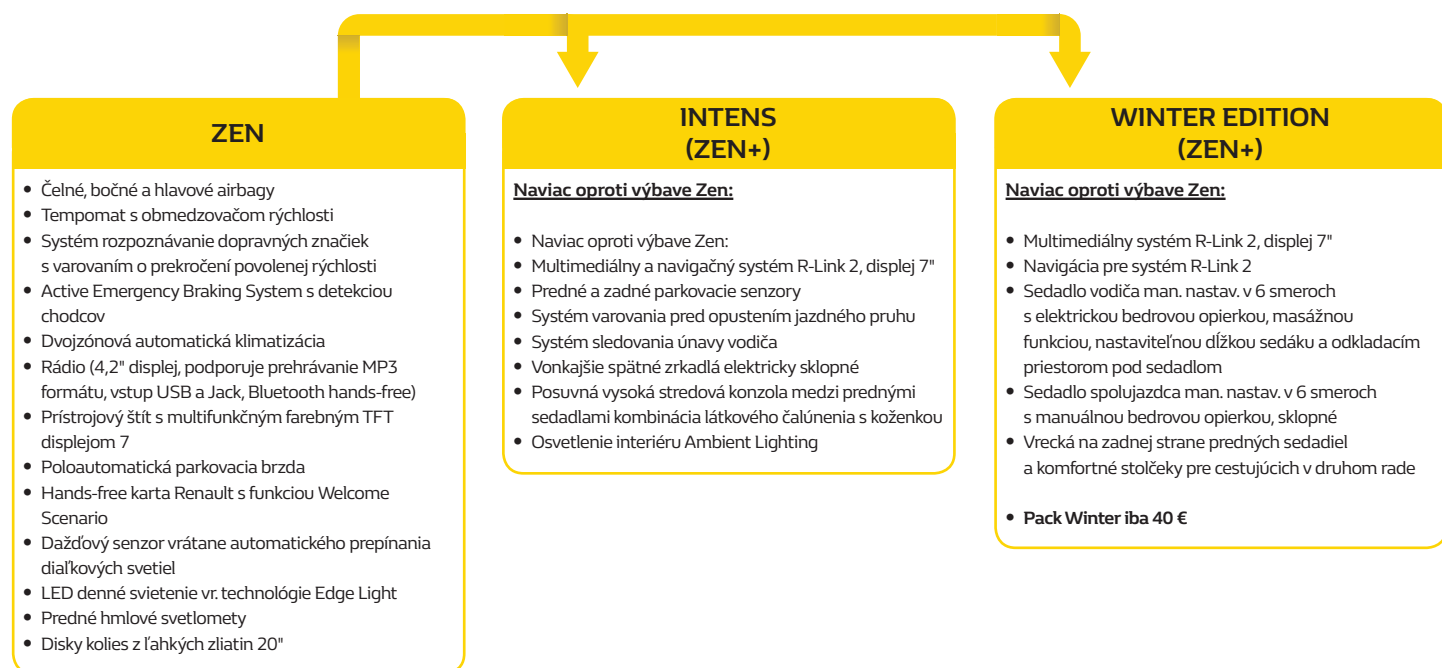 ZEN
• Čelné, bočné a hlavové airbagy
• Tempomat s obmedzovačom rýchlosti
• Systém rozpoznávanie dopravných značiek
s varovaním o prekročení povolenej rýchlosti
• Active Emergency Braking System s detekciou
chodcov
• Dvojzónová automatická klimatizácia
• Rádio (4,2" displej, podporuje prehrávanie MP3
formátu, vstup USB a Jack, Bluetooth hands-free)
• Prístrojový štít s multifunkčným farebným TFT
displejom 7
• Poloautomatická parkovacia brzda
• Hands-free karta Renault s funkciou Welcome
Scenario
• Dažďový senzor vrátane automatického prepínania
diaľkových svetiel
• LED denné svietenie vr. technológie Edge Light
• Predné hmlové svetlomety
• Disky kolies z ľahkých zliatin 20"
INTENS
(ZEN+)
Naviac oproti výbave Zen:
• Naviac oproti výbave Zen:
• Multimediálny a navigačný systém R-Link 2, displej 7"
• Predné a zadné parkovacie senzory
• Systém varovania pred opustením jazdného pruhu
• Systém sledovania únavy vodiča
• Vonkajšie spätné zrkadlá elektricky sklopné
• Posuvná vysoká stredová konzola medzi prednými
sedadlami kombinácia látkového čalúnenia s koženkou
• Osvetlenie interiéru Ambient Lighting
WINTER EDITION
(ZEN+)
Naviac oproti výbave Zen:
• Multimediálny systém R-Link 2, displej 7"
• Navigácia pre systém R-Link 2
• Sedadlo vodiča man. nastav. v 6 smeroch
s elektrickou bedrovou opierkou, masážnou
funkciou, nastaviteľnou dĺžkou sedáku a odkladacím
priestorom pod sedadlom
• Sedadlo spolujazdca man. nastav. v 6 smeroch
s manuálnou bedrovou opierkou, sklopné
• Vrecká na zadnej strane predných sedadiel
a komfortné stolčeky pre cestujúcich v druhom rade
• Pack Winter iba 40 €